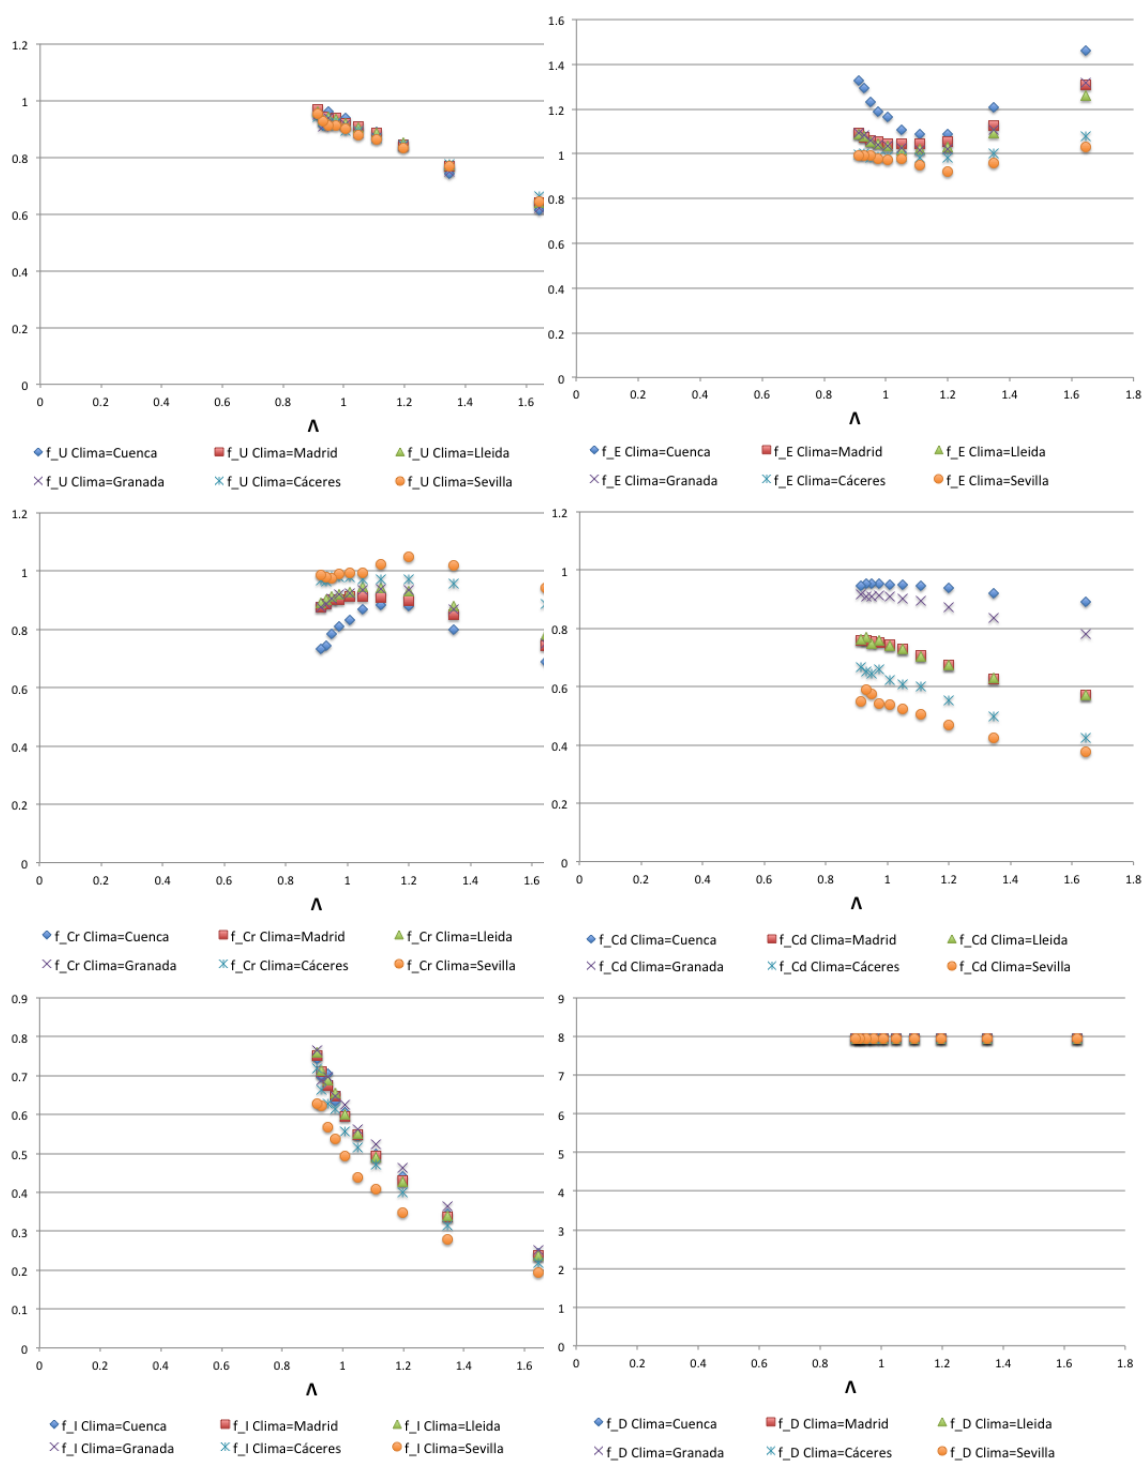 1.2
1
0.8
0.6
0.4
0.2
0
0 0.2 0.4 0.6 0.8 1 1.2 1.4 1.6
Λ
f_U Clima=Cuenca f_U Clima=Madrid f_U Clima=Lleida
f_U Clima=Granada f_U Clima=Cáceres f_U Clima=Sevilla
1.6
1.4
1.2
1
0.8
0.6
0.4
0.2
0
0 0.2 0.4 0.6 0.8 1 1.2 1.4 1.6 1.8
Λ
f_E Clima=Cuenca f_E Clima=Madrid f_E Clima=Lleida
f_E Clima=Granada f_E Clima=Cáceres f_E Clima=Sevilla
1.2
1
0.8
0.6
0.4
0.2
0
0 0.2 0.4 0.6 0.8 1 1.2 1.4 1.6
Λ
f_Cr Clima=Cuenca f_Cr Clima=Madrid f_Cr Clima=Lleida
f_Cr Clima=Granada f_Cr Clima=Cáceres f_Cr Clima=Sevilla
1.2
1
0.8
0.6
0.4
0.2
0
0 0.2 0.4 0.6 0.8 1 1.2 1.4 1.6 1.8
Λ
f_Cd Clima=Cuenca f_Cd Clima=Madrid f_Cd Clima=Lleida
f_Cd Clima=Granada f_Cd Clima=Cáceres f_Cd Clima=Sevilla
0.9
0.8
0.7
0.6
0.5
0.4
0.3
0.2
0.1
0
0 0.2 0.4 0.6 0.8 1 1.2 1.4 1.6
Λ
f_I Clima=Cuenca f_I Clima=Madrid f_I Clima=Lleida
f_I Clima=Granada f_I Clima=Cáceres f_I Clima=Sevilla
9
8
7
6
5
4
3
2
1
0
0 0.2 0.4 0.6 0.8 1 1.2 1.4 1.6 1.8
Λ
f_D Clima=Cuenca f_D Clima=Madrid f_D Clima=Lleida
f_D Clima=Granada f_D Clima=Cáceres f_D Clima=Sevilla